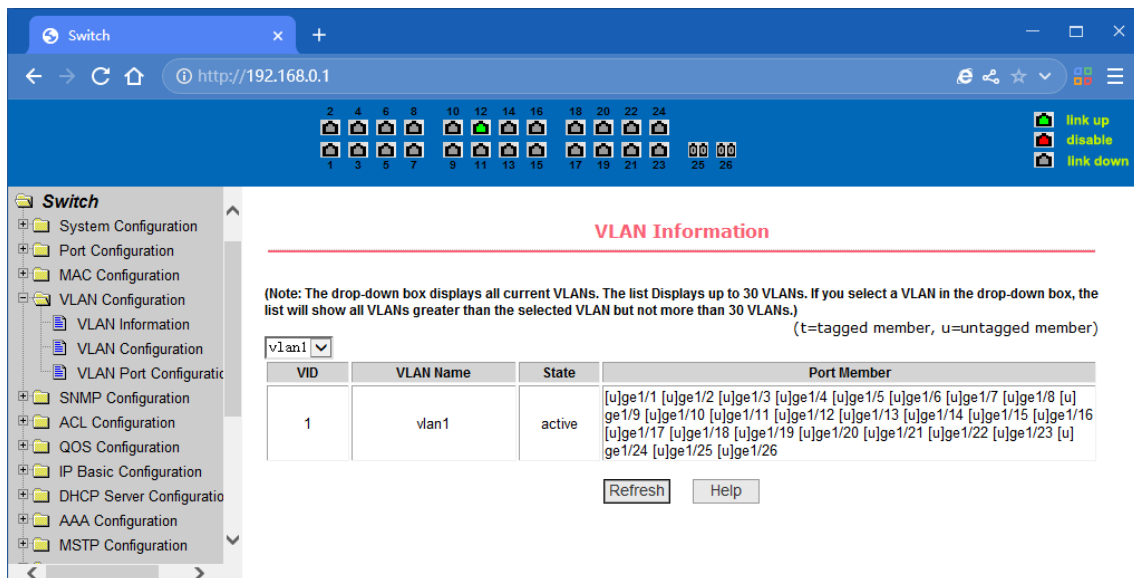 Switch
http://192.168.0.1
2 4 6 8 10 12 14 16 18 20 22 24
1 3 5 7 9 11 13 15 17 19 21 23 25 26
link up
disable
link down
Switch
System Configuration
Port Configuration
MAC Configuration
VLAN Configuration
VLAN Information
VLAN Configuration
VLAN Port Configuratic
SNMP Configuration
ACL Configuration
QOS Configuration
IP Basic Configuration
DHCP Server Configuratio
AAA Configuration
MSTP Configuration
VLAN Information
(Note: The drop-down box displays all current VLANs. The list Displays up to 30 VLANs. If you select a VLAN in the drop-down box, the
list will show all VLANs greater than the selected VLAN but not more than 30 VLANs.)
(t=tagged member, u=untagged member)
vlan1
VID VLAN Name State Port Member
1 vlan1 active
[u]ge1/1 [u]ge1/2 [u]ge1/3 [u]ge1/4 [u]ge1/5 [u]ge1/6 [u]ge1/7 [u]ge1/8 [u]
ge1/9 [u]ge1/10 [u]ge1/11 [u]ge1/12 [u]ge1/13 [u]ge1/14 [u]ge1/15 [u]ge1/16
[u]ge1/17 [u]ge1/18 [u]ge1/19 [u]ge1/20 [u]ge1/21 [u]ge1/22 [u]ge1/23 [u]
ge1/24 [u]ge1/25 [u]ge1/26
Refresh Help